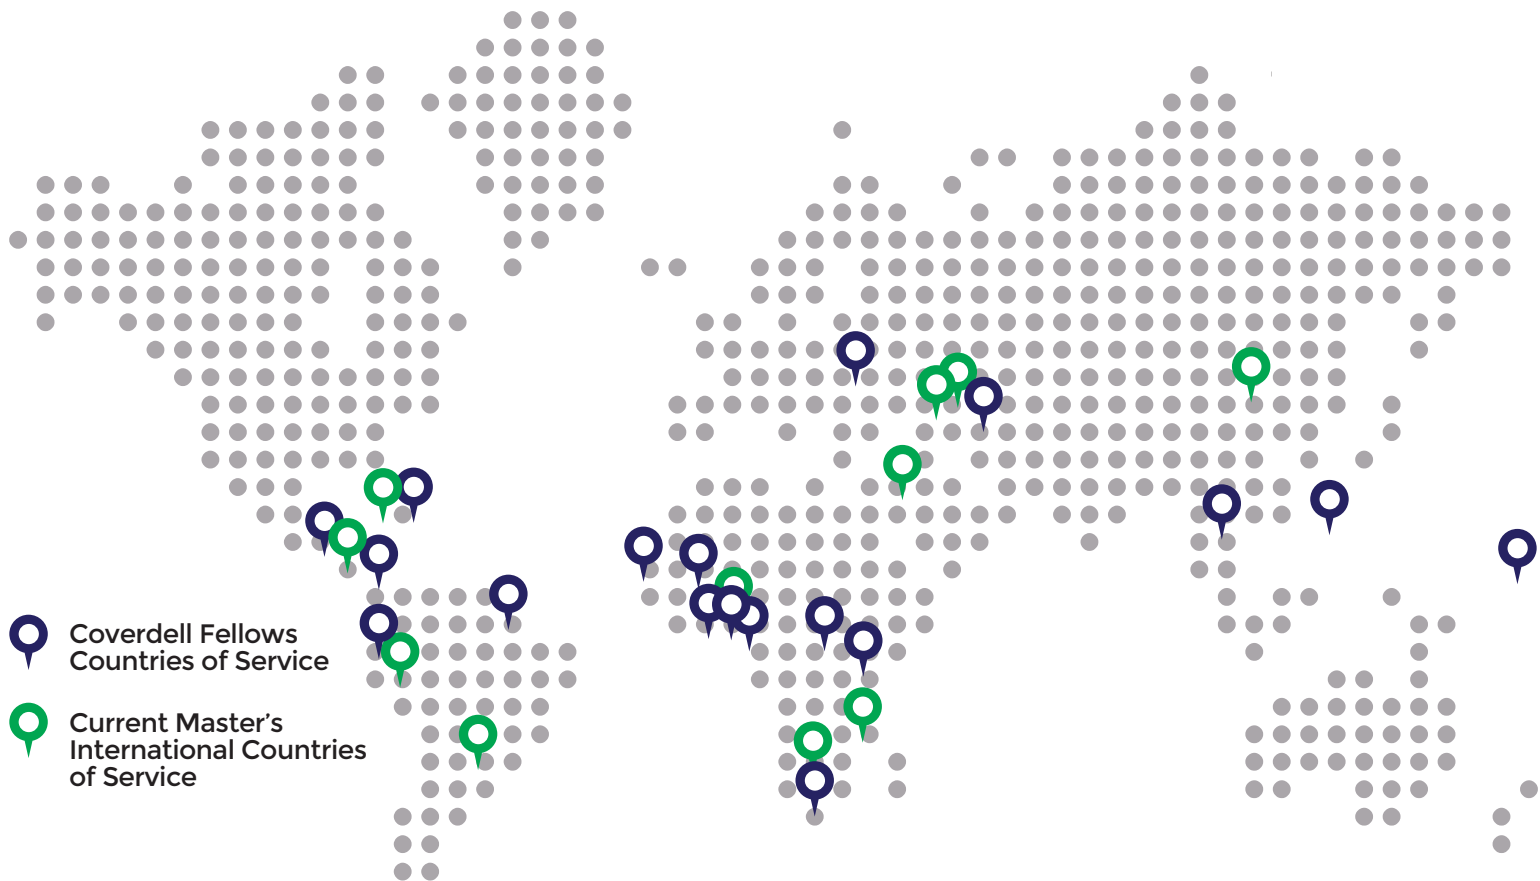 Coverdell Fellows
Countries of Service
Current Master’s
International Countries
of Service